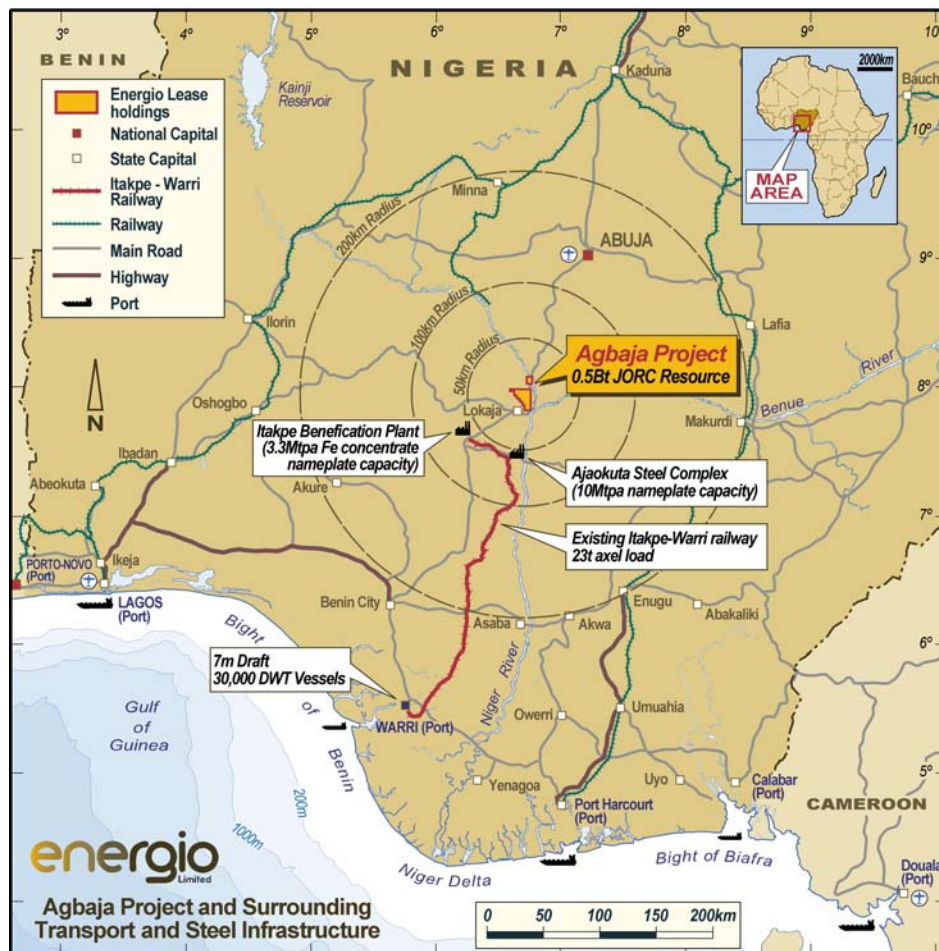 3°
4°
5°
6°
7°
8°
9°
10°
BENIN
NIGERIA
Kainji
Reservoir
Kaduna
2000km
Bauch
Energio Lease
holdings
National Capital
State Capital
Itakpe - Warri
Railway
Railway
Main Road
Highway
Port
MAP
AREA
10°
Minna
200km Radius
ABUJA
9°
100km Radius
50km Radius
Ilorin
Lafia
Agbaja Project
0.5Bt JORC Resource
River
Benue
8°
N
Oshogbo
Lokaja
Makurdi
Itakpe Benefication Plant
(3.3Mtpa Fe concentrate
nameplate capacity)
Ibadan
Abeokuta
Akure
Ajaokuta Steel Complex
(10Mtpa nameplate capacity)
7°
Existing Itakpe-Warri railway
23t axel load
Ikeja
PORTO-NOVO
(Port)
LAGOS
(Port)
Benin City
Enugu
Asaba
Akwa
Abakaliki
Bight
of
Benin
6°
7m Draft
30,000 DWT Vessels
Niger River
Gulf
of
Guinea
WARRI (Port)
Owerri
Umuahia
5°
200m
1000m
Yenagoa
Uyo
Calabar
(Port)
Port Harcourt
(Port)
CAMEROON
energio
Limited
Niger Delta
Bight of Biafra
Douala
(Port)
Agbaja Project and Surrounding
Transport and Steel Infrastructure
0
50
100
150
200km